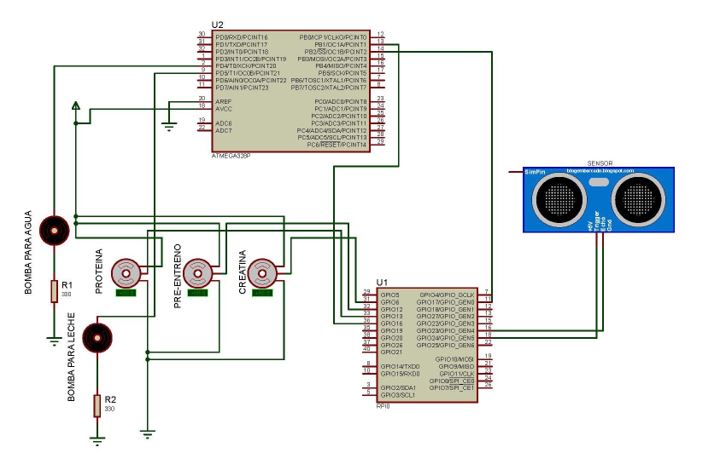 U2
30 PD0/RXD/PCINT16
31 PD1/TXD/PCINT17
32 PD2/INT0/PCINT18
1 PD3/INT1/OC2B/PCINT19
2 PD4/T0/XCK/PCINT20
9 PD5/T1/OC0B/PCINT21
10 PD6/AIN0/OC0A/PCINT22
11 PD7/AIN1/PCINT23
20 AREF
18 AVCC
19 ADC6
22 ADC7
PB0/ICP1/CLKO/PCINT0 12
PB1/OC1A/PCINT1 13
PB2/SS/OC1B/PCINT2 14
PB3/MOSI/OC2A/PCINT3
PB4/MISO/PCINT4
PB5/SCK/PCINT5 17
PB6/TOSC1/XTAL1/PCINT6 7
PB7/TOSC2/XTAL2/PCINT7 8
PC0/ADC0/PCINT8 23
PC1/ADC1/PCINT9
PC2/ADC2/PCINT10
PC3/ADC3/PCINT11
PC4/ADC4/SDA/PCINT12
PC5/ADC5/SCL/PCINT13
PC6/RESET/PCINT14 29
ATMEGA328P
SENSOR
SimPin
blogembarcado.blogspot.com
+5V
Trigger
Echo
Gnd
BOMBA PARA AGUA
R1
330
BOMBA PARA LECHE
R2
330
PROTEINA
PRE-ENTRENO
CREATINA
U1
29 GPIO5
31 GPIO6
32 GPIO12
33 GPIO13
36 GPIO16
35 GPIO19
38 GPIO20
37 GPIO26
40 GPIO21
8 GPIO14/TXD0
10 GPIO15/RXD0
3 GPIO2/SDA1
5 GPIO3/SCL1
GPIO04/GPIO_GCLK 7
GPIO17/GPIO_GEN0 11
GPIO18/GPIO_GEN1 12
GPIO27/GPIO_GEN2 13
GPIO22/GPIO_GEN3 15
GPIO23/GPIO_GEN4 16
GPIO24/GPIO_GEN5 18
GPIO25/GPIO_GEN6 22
GPIO10/MOSI 19
GPIO9/MISO 21
GPIO11/CLK 23
GPIO8/SPI_CE0 24
GPIO7/SPI_CE1
RPI3